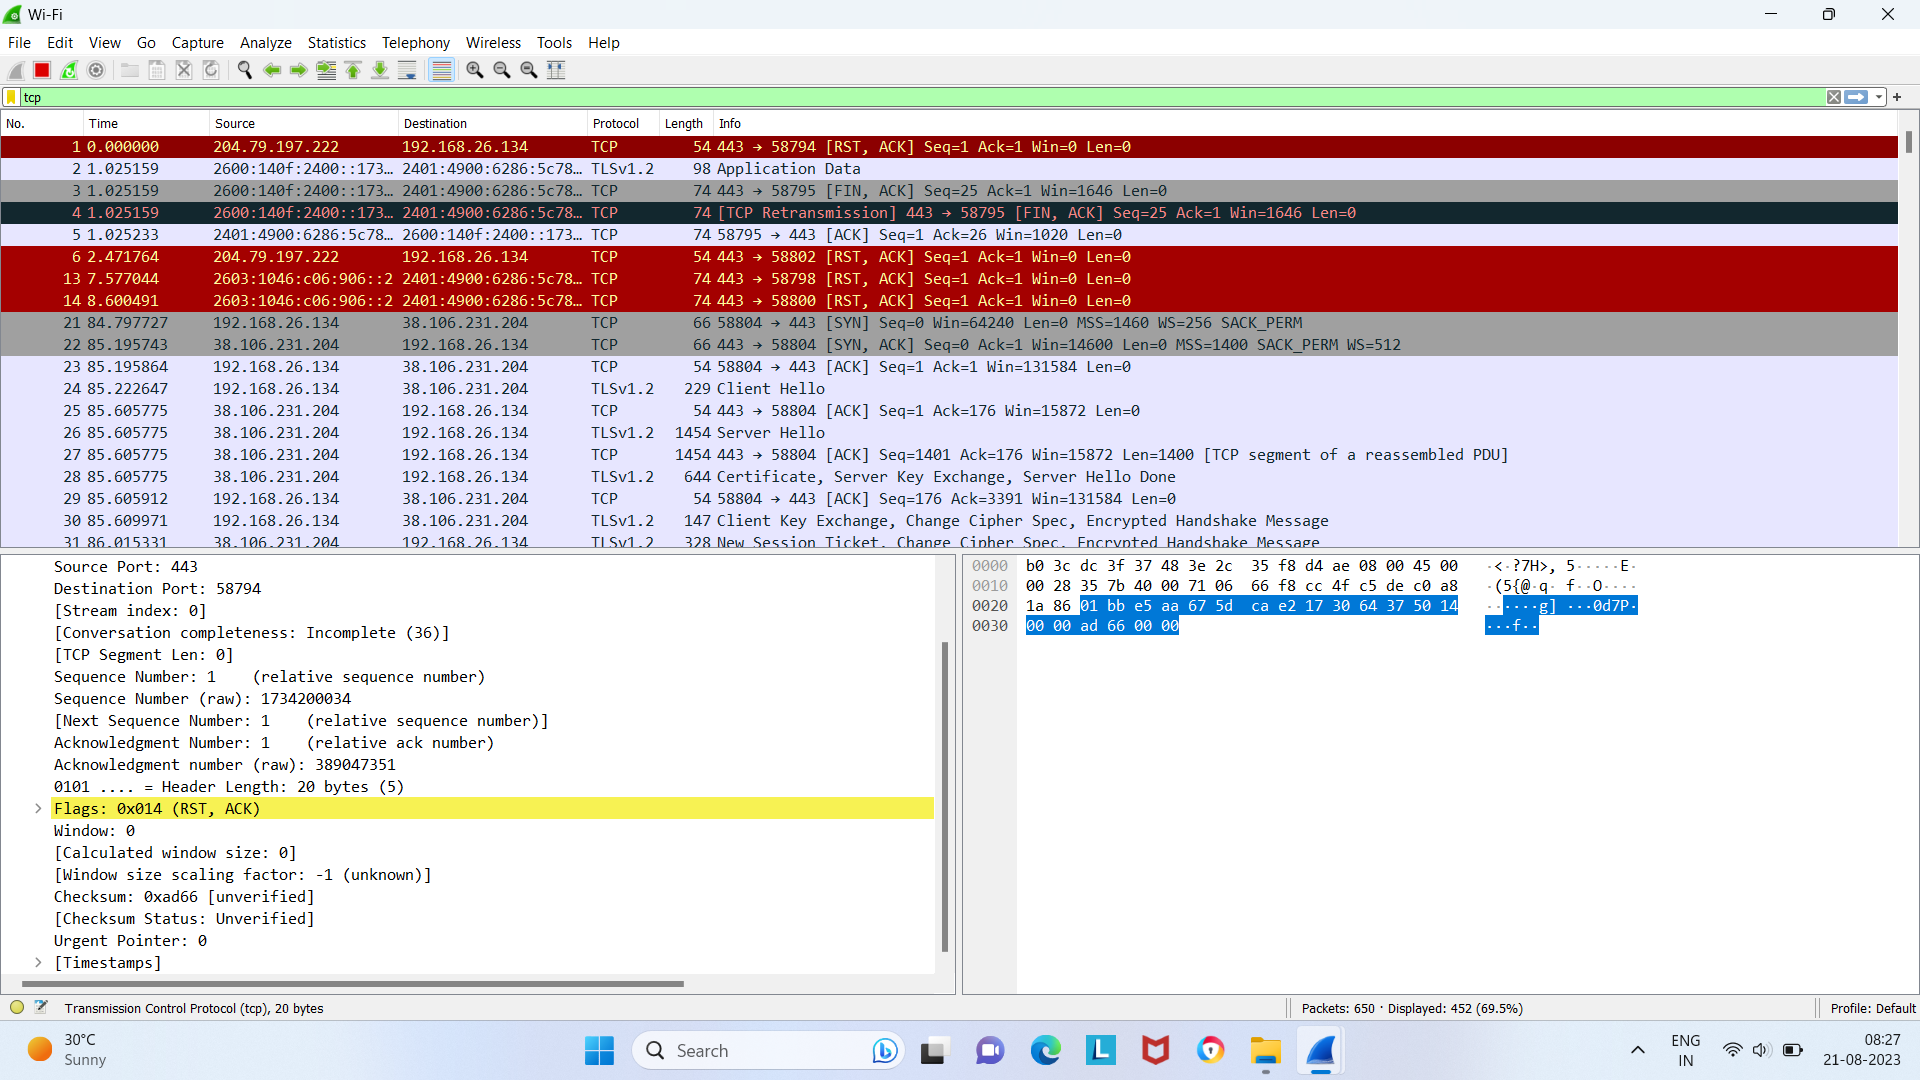 Wi-Fi
File Edit View Go Capture Analyze Statistics Telephony Wireless Tools Help
tcp
No. Time Source Destination Protocol Length Info
1 0.000000 204.79.197.222 192.168.26.134 TCP 54 443 → 58794 [RST, ACK] Seq=1 Ack=1 Win=0 Len=0
2 1.025159 2600:140f:2400::173… 2401:4900:6286:5c78… TLSv1.2 98 Application Data
3 1.025159 2600:140f:2400::173… 2401:4900:6286:5c78… TCP 74 443 → 58795 [FIN, ACK] Seq=25 Ack=1 Win=1646 Len=0
4 1.025159 2600:140f:2400::173… 2401:4900:6286:5c78… TCP 74 [TCP Retransmission] 443 → 58795 [FIN, ACK] Seq=25 Ack=1 Win=1646 Len=0
5 1.025233 2401:4900:6286:5c78… 2600:140f:2400::173… TCP 74 58795 → 443 [ACK] Seq=1 Ack=26 Win=1020 Len=0
6 2.471764 204.79.197.222 192.168.26.134 TCP 54 443 → 58802 [RST, ACK] Seq=1 Ack=1 Win=0 Len=0
13 7.577044 2603:1046:c06:906::2 2401:4900:6286:5c78… TCP 74 443 → 58798 [RST, ACK] Seq=1 Ack=1 Win=0 Len=0
14 8.600491 2603:1046:c06:906::2 2401:4900:6286:5c78… TCP 74 443 → 58800 [RST, ACK] Seq=1 Ack=1 Win=0 Len=0
21 84.797727 192.168.26.134 38.106.231.204 TCP 66 58804 → 443 [SYN] Seq=0 Win=64240 Len=0 MSS=1460 WS=256 SACK_PERM
22 85.195743 38.106.231.204 192.168.26.134 TCP 66 443 → 58804 [SYN, ACK] Seq=0 Ack=1 Win=14600 Len=0 MSS=1400 SACK_PERM WS=512
23 85.195864 192.168.26.134 38.106.231.204 TCP 54 58804 → 443 [ACK] Seq=1 Ack=1 Win=131584 Len=0
24 85.222647 192.168.26.134 38.106.231.204 TLSv1.2 229 Client Hello
25 85.605775 38.106.231.204 192.168.26.134 TCP 54 443 → 58804 [ACK] Seq=1 Ack=176 Win=15872 Len=0
26 85.605775 38.106.231.204 192.168.26.134 TLSv1.2 1454 Server Hello
27 85.605775 38.106.231.204 192.168.26.134 TCP 1454 443 → 58804 [ACK] Seq=1401 Ack=176 Win=15872 Len=1400 [TCP segment of a reassembled PDU]
28 85.605775 38.106.231.204 192.168.26.134 TLSv1.2 644 Certificate, Server Key Exchange, Server Hello Done
29 85.605912 192.168.26.134 38.106.231.204 TCP 54 58804 → 443 [ACK] Seq=176 Ack=3391 Win=131584 Len=0
30 85.609971 192.168.26.134 38.106.231.204 TLSv1.2 147 Client Key Exchange, Change Cipher Spec, Encrypted Handshake Message
31 86.015331 38.106.231.204 192.168.26.134 TLSv1.2 328 New Session Ticket, Change Cipher Spec, Encrypted Handshake Message
Source Port: 443
Destination Port: 58794
[Stream index: 0]
[Conversation completeness: Incomplete (36)]
[TCP Segment Len: 0]
Sequence Number: 1 (relative sequence number)
Sequence Number (raw): 1734200034
[Next Sequence Number: 1 (relative sequence number)]
Acknowledgment Number: 1 (relative ack number)
Acknowledgment number (raw): 389047351
0101 .... = Header Length: 20 bytes (5)
Flags: 0x014 (RST, ACK)
Window: 0
[Calculated window size: 0]
[Window size scaling factor: -1 (unknown)]
Checksum: 0xad66 [unverified]
[Checksum Status: Unverified]
Urgent Pointer: 0
[Timestamps]
0000 b0 3c dc 3f 37 48 3e 2c 35 f8 d4 ae 08 00 45 00 ·<·?7H>, 5·····E·
0010 00 28 35 7b 40 00 71 06 66 f8 cc 4f c5 de c0 a8 ·(5{@·q· f··O····
0020 1a 86 01 bb e5 aa 67 5d ca e2 17 30 64 37 50 14 ······g] ···0d7P·
0030 00 00 ad 66 00 00 ···f··
Transmission Control Protocol (tcp), 20 bytes
Packets: 650 · Displayed: 452 (69.5%)
Profile: Default
30°C
Sunny
Search
ENG
IN
08:27
21-08-2023